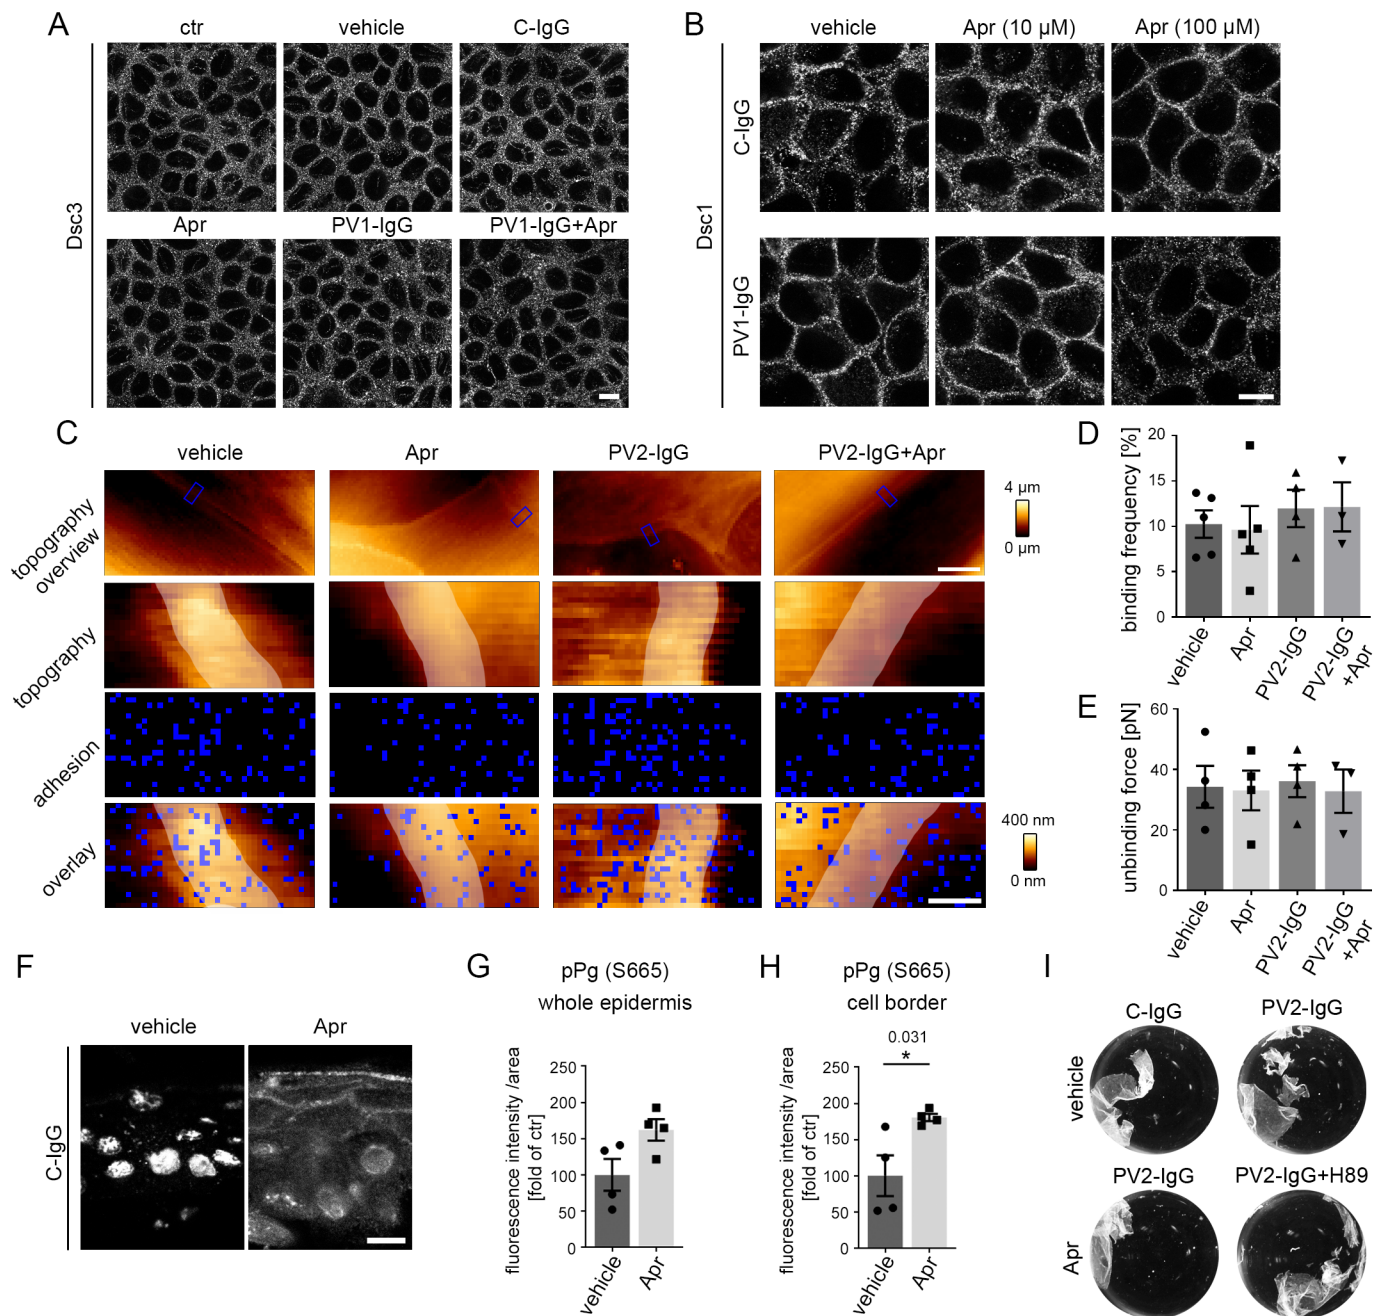 A
ctr
vehicle
C-IgG
Dsc3
Apr
PV1-IgG
PV1-IgG+Apr
B
vehicle
Apr (10 µM)
Apr (100 µM)
Dsc1
C-IgG
PV1-IgG
C
vehicle
Apr
PV2-IgG
PV2-IgG+Apr
topography
overview
4 µm
0 µm
topography
adhesion
overlay
400 nm
0 nm
D
binding frequency [%]
20
15
10
5
0
vehicle
Apr
PV2-IgG
PV2-IgG
+Apr
E
unbinding force [pN]
60
40
20
0
vehicle
Apr
PV2-IgG
PV2-IgG
+Apr
F
vehicle
Apr
C-IgG
G
pPg (S665)
whole epidermis
fluorescence intensity /area
[fold of ctr]
250
200
150
100
50
0
vehicle
Apr
H
pPg (S665)
cell border
0.031
*
fluorescence intensity /area
[fold of ctr]
250
200
150
100
50
0
vehicle
Apr
I
C-IgG
PV2-IgG
vehicle
PV2-IgG
PV2-IgG+H89
Apr